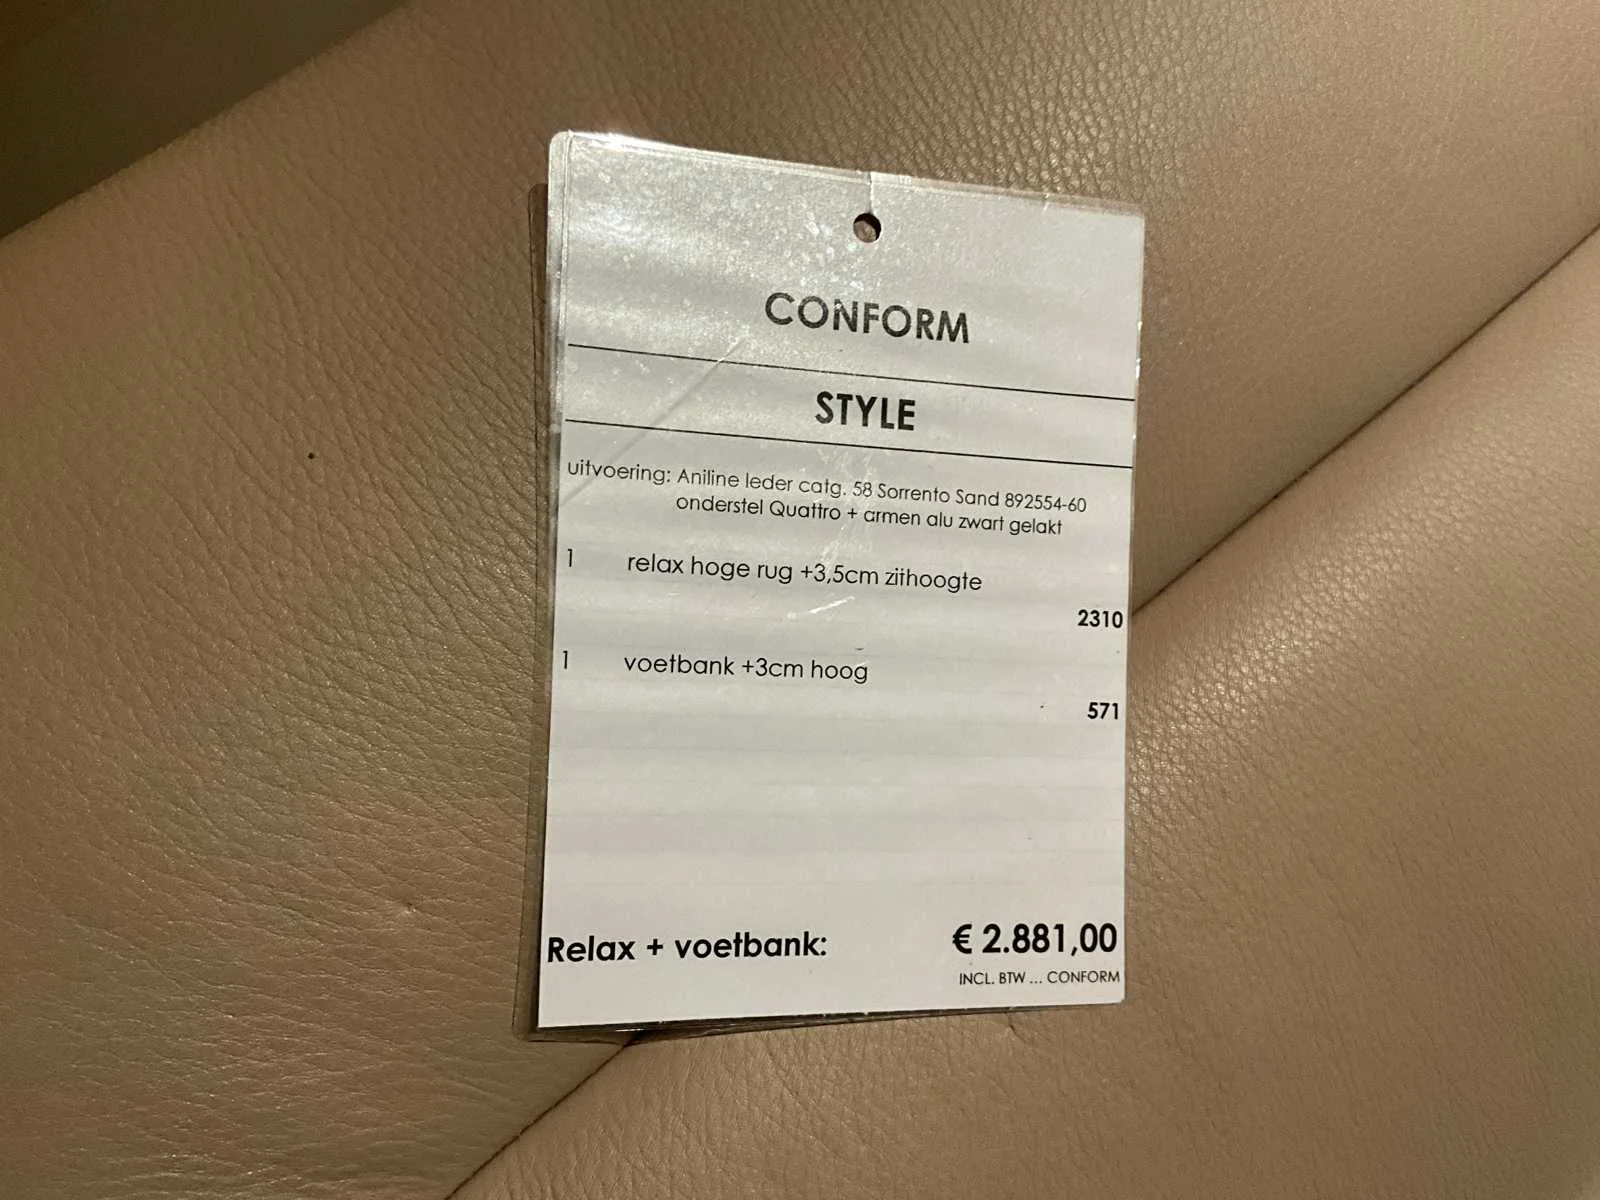 CONFORM
STYLE
uitvoering: Aniline leder catg. 58 Sorrento Sand 892554-60
onderstel Quattro + armen alu zwart gelakt
1 relax hoge rug +3,5cm zithoogte
2310
1 voetbank +3cm hoog
571
Relax + voetbank: € 2.881,00
INCL. BTW ... CONFORM